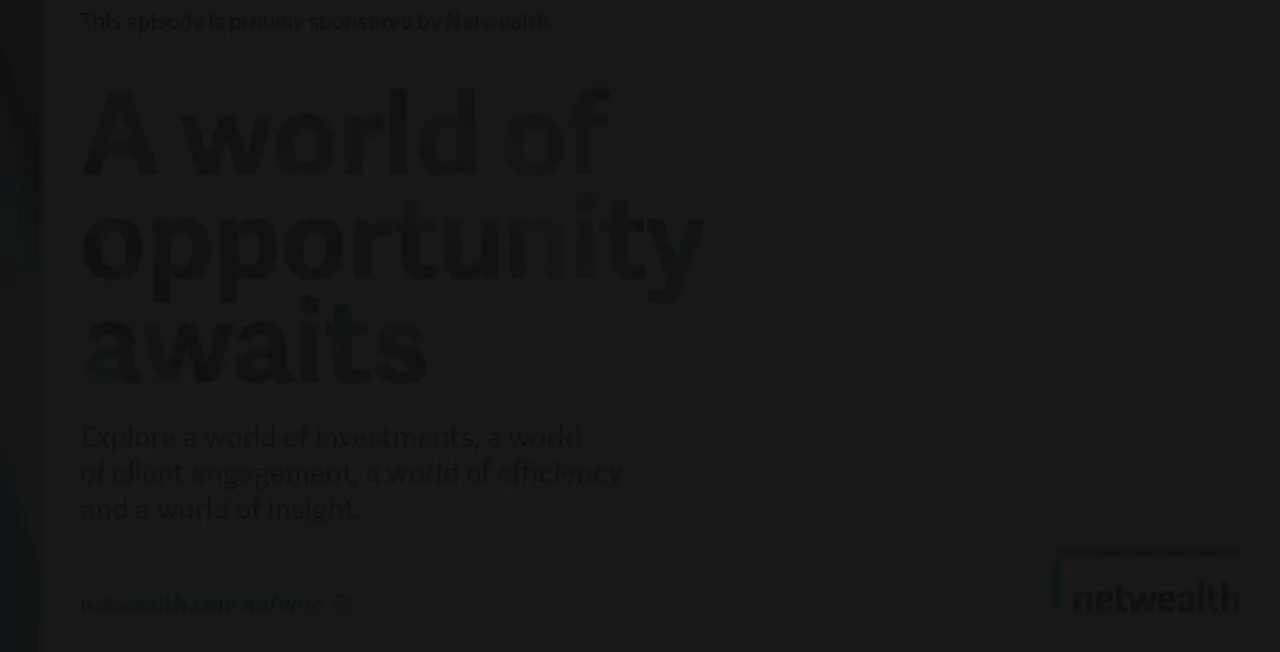 This episode is proudly sponsored by Netwealth
A world of
opportunity
awaits
Explore a world of investments, a world
of client engagement, a world of efficiency
and a world of insight.
netwealth